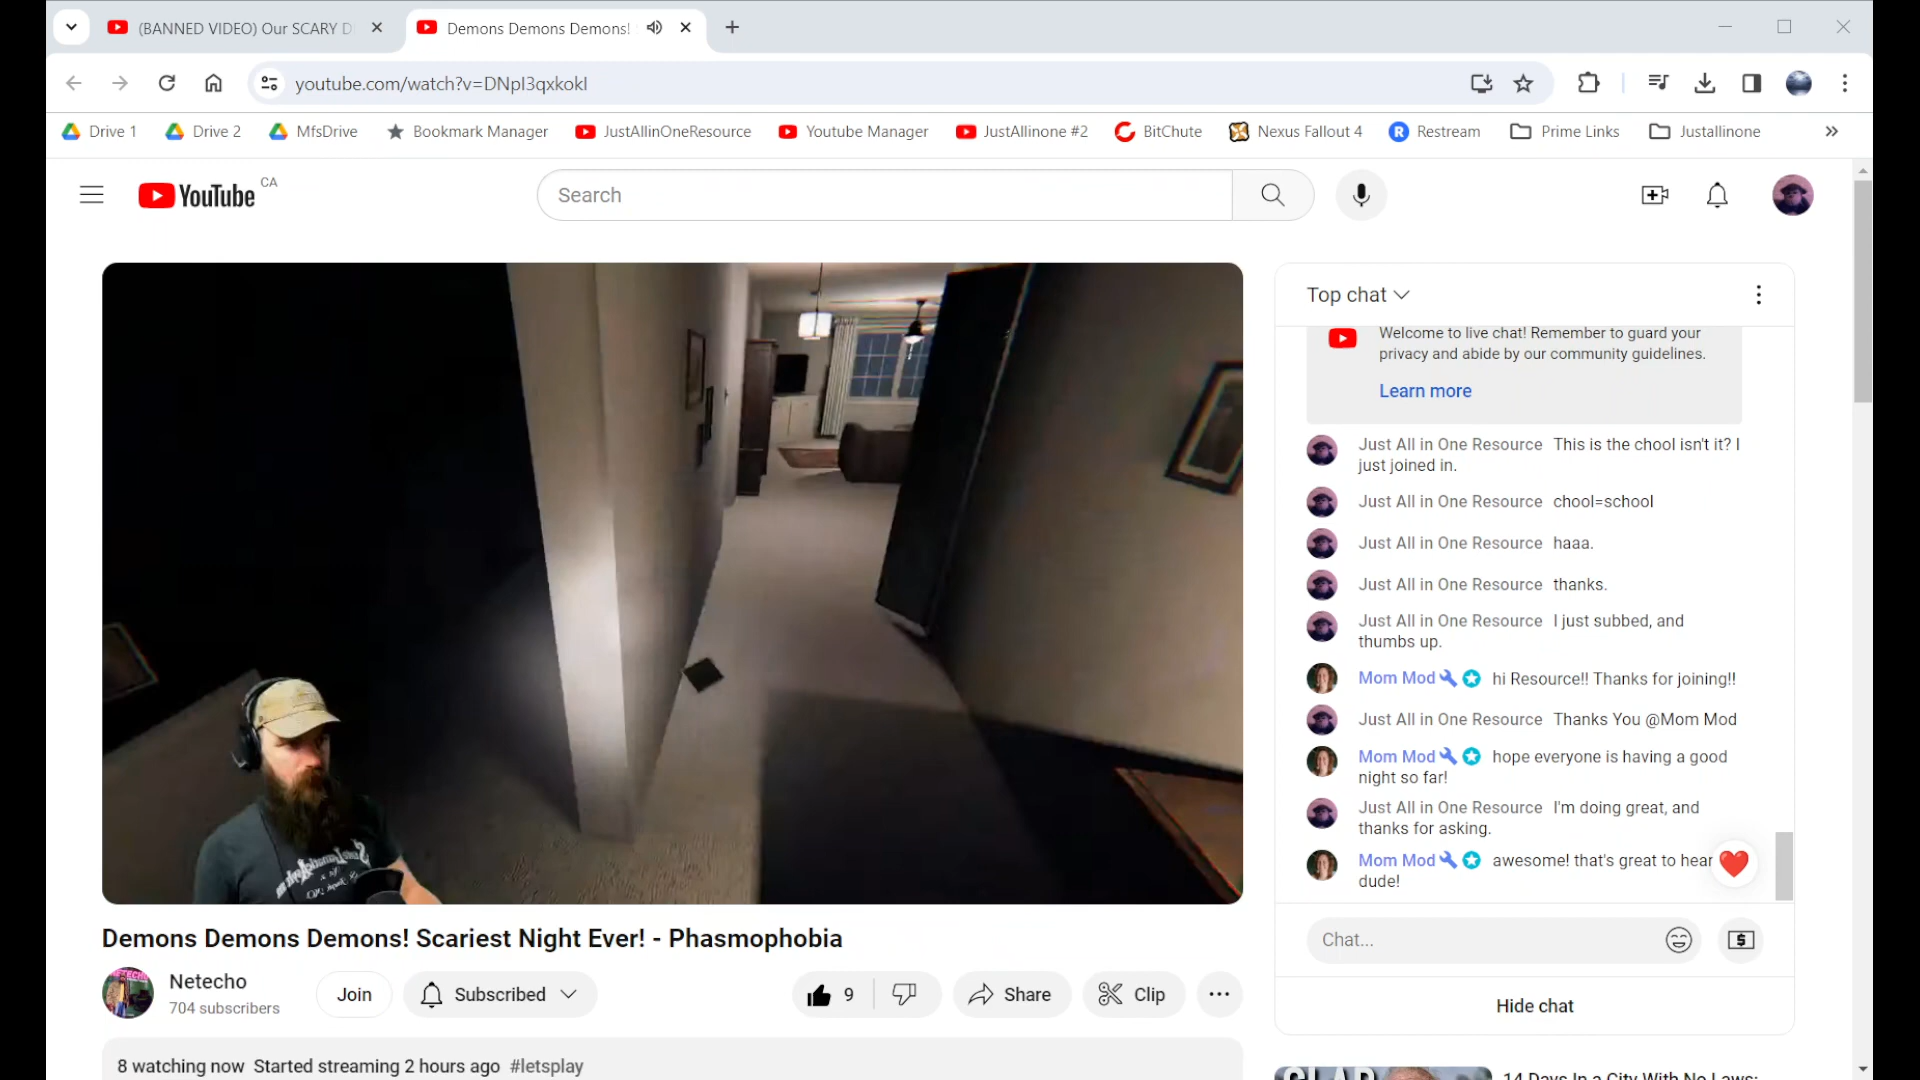 (BANNED VIDEO) Our SCARY D
Demons Demons Demons!
youtube.com/watch?v=DNpI3qxkokI
Drive 1
Drive 2
MfsDrive
Bookmark Manager
JustAllinOneResource
Youtube Manager
JustAllinone #2
BitChute
Nexus Fallout 4
Restream
Prime Links
Justallinone
YouTube CA
Search
Top chat
Welcome to live chat! Remember to guard your
privacy and abide by our community guidelines.
Learn more
Just All in One Resource This is the chool isn't it? I
just joined in.
Just All in One Resource chool=school
Just All in One Resource haaa.
Just All in One Resource thanks.
Just All in One Resource I just subbed, and
thumbs up.
Mom Mod hi Resource!! Thanks for joining!!
Just All in One Resource Thanks You @Mom Mod
Mom Mod hope everyone is having a good
night so far!
Just All in One Resource I'm doing great, and
thanks for asking.
Mom Mod awesome! that's great to hear
dude!
Chat...
Hide chat
Demons Demons Demons! Scariest Night Ever! - Phasmophobia
Netecho
704 subscribers
Join
Subscribed
9
Share
Clip
8 watching now Started streaming 2 hours ago #letsplay
14 Days In a City With No Laws: